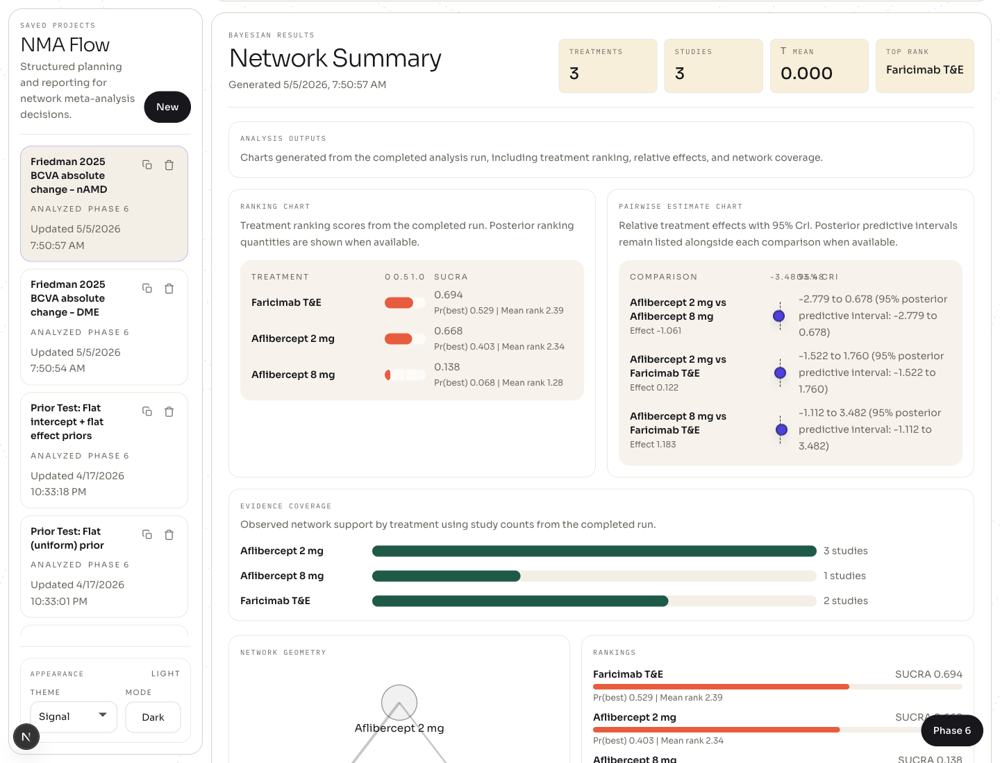 SAVED PROJECTS
NMA Flow
Structured planning
and reporting for
network meta-analysis
decisions.
New
Friedman 2025
BCVA absolute
change - nAMD
ANALYZED PHASE 6
Updated 5/5/2026
7:50:57 AM
Friedman 2025
BCVA absolute
change - DME
ANALYZED PHASE 6
Updated 5/5/2026
7:50:54 AM
Prior Test: Flat
intercept + flat
effect priors
ANALYZED PHASE 6
Updated 4/17/2026
10:33:18 PM
Prior Test: Flat
(uniform) prior
ANALYZED PHASE 6
Updated 4/17/2026
10:33:01 PM
APPEARANCE LIGHT
THEME MODE
Signal Dark
N
BAYESIAN RESULTS
Network Summary
Generated 5/5/2026, 7:50:57 AM
TREATMENTS
3
STUDIES
3
Τ MEAN
0.000
TOP RANK
Faricimab T&E
ANALYSIS OUTPUTS
Charts generated from the completed analysis run, including treatment ranking, relative effects, and network coverage.
RANKING CHART
Treatment ranking scores from the completed run. Posterior ranking
quantities are shown when available.
TREATMENT 0 0.5 1.0 SUCRA
Faricimab T&E
0.694
Pr(best) 0.529 | Mean rank 2.39
Aflibercept 2 mg
0.668
Pr(best) 0.403 | Mean rank 2.34
Aflibercept 8 mg
0.138
Pr(best) 0.068 | Mean rank 1.28
PAIRWISE ESTIMATE CHART
Relative treatment effects with 95% CrI. Posterior predictive intervals
remain listed alongside each comparison when available.
COMPARISON -3.48 CRI
Aflibercept 2 mg vs
Aflibercept 8 mg
Effect -1.061
-2.779 to 0.678 (95% posterior
predictive interval: -2.779 to
0.678)
Aflibercept 2 mg vs
Faricimab T&E
Effect 0.122
-1.522 to 1.760 (95% posterior
predictive interval: -1.522 to
1.760)
Aflibercept 8 mg vs
Faricimab T&E
Effect 1.183
-1.112 to 3.482 (95% posterior
predictive interval: -1.112 to
3.482)
EVIDENCE COVERAGE
Observed network support by treatment using study counts from the completed run.
Aflibercept 2 mg 3 studies
Aflibercept 8 mg 1 studies
Faricimab T&E 2 studies
NETWORK GEOMETRY
Aflibercept 2 mg
RANKINGS
Faricimab T&E SUCRA 0.694
Pr(best) 0.529 | Mean rank 2.39
Aflibercept 2 mg SUCRA
Pr(best) 0.403 | Mean rank 2.34
Aflibercept 8 mg SUCRA 0.138
Phase 6